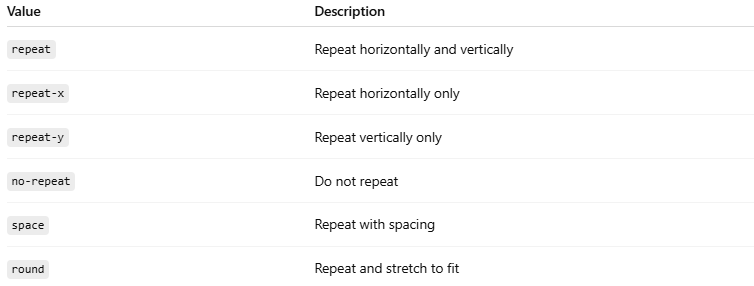 Value Description
repeat Repeat horizontally and vertically
repeat-x Repeat horizontally only
repeat-y Repeat vertically only
no-repeat Do not repeat
space Repeat with spacing
round Repeat and stretch to fit